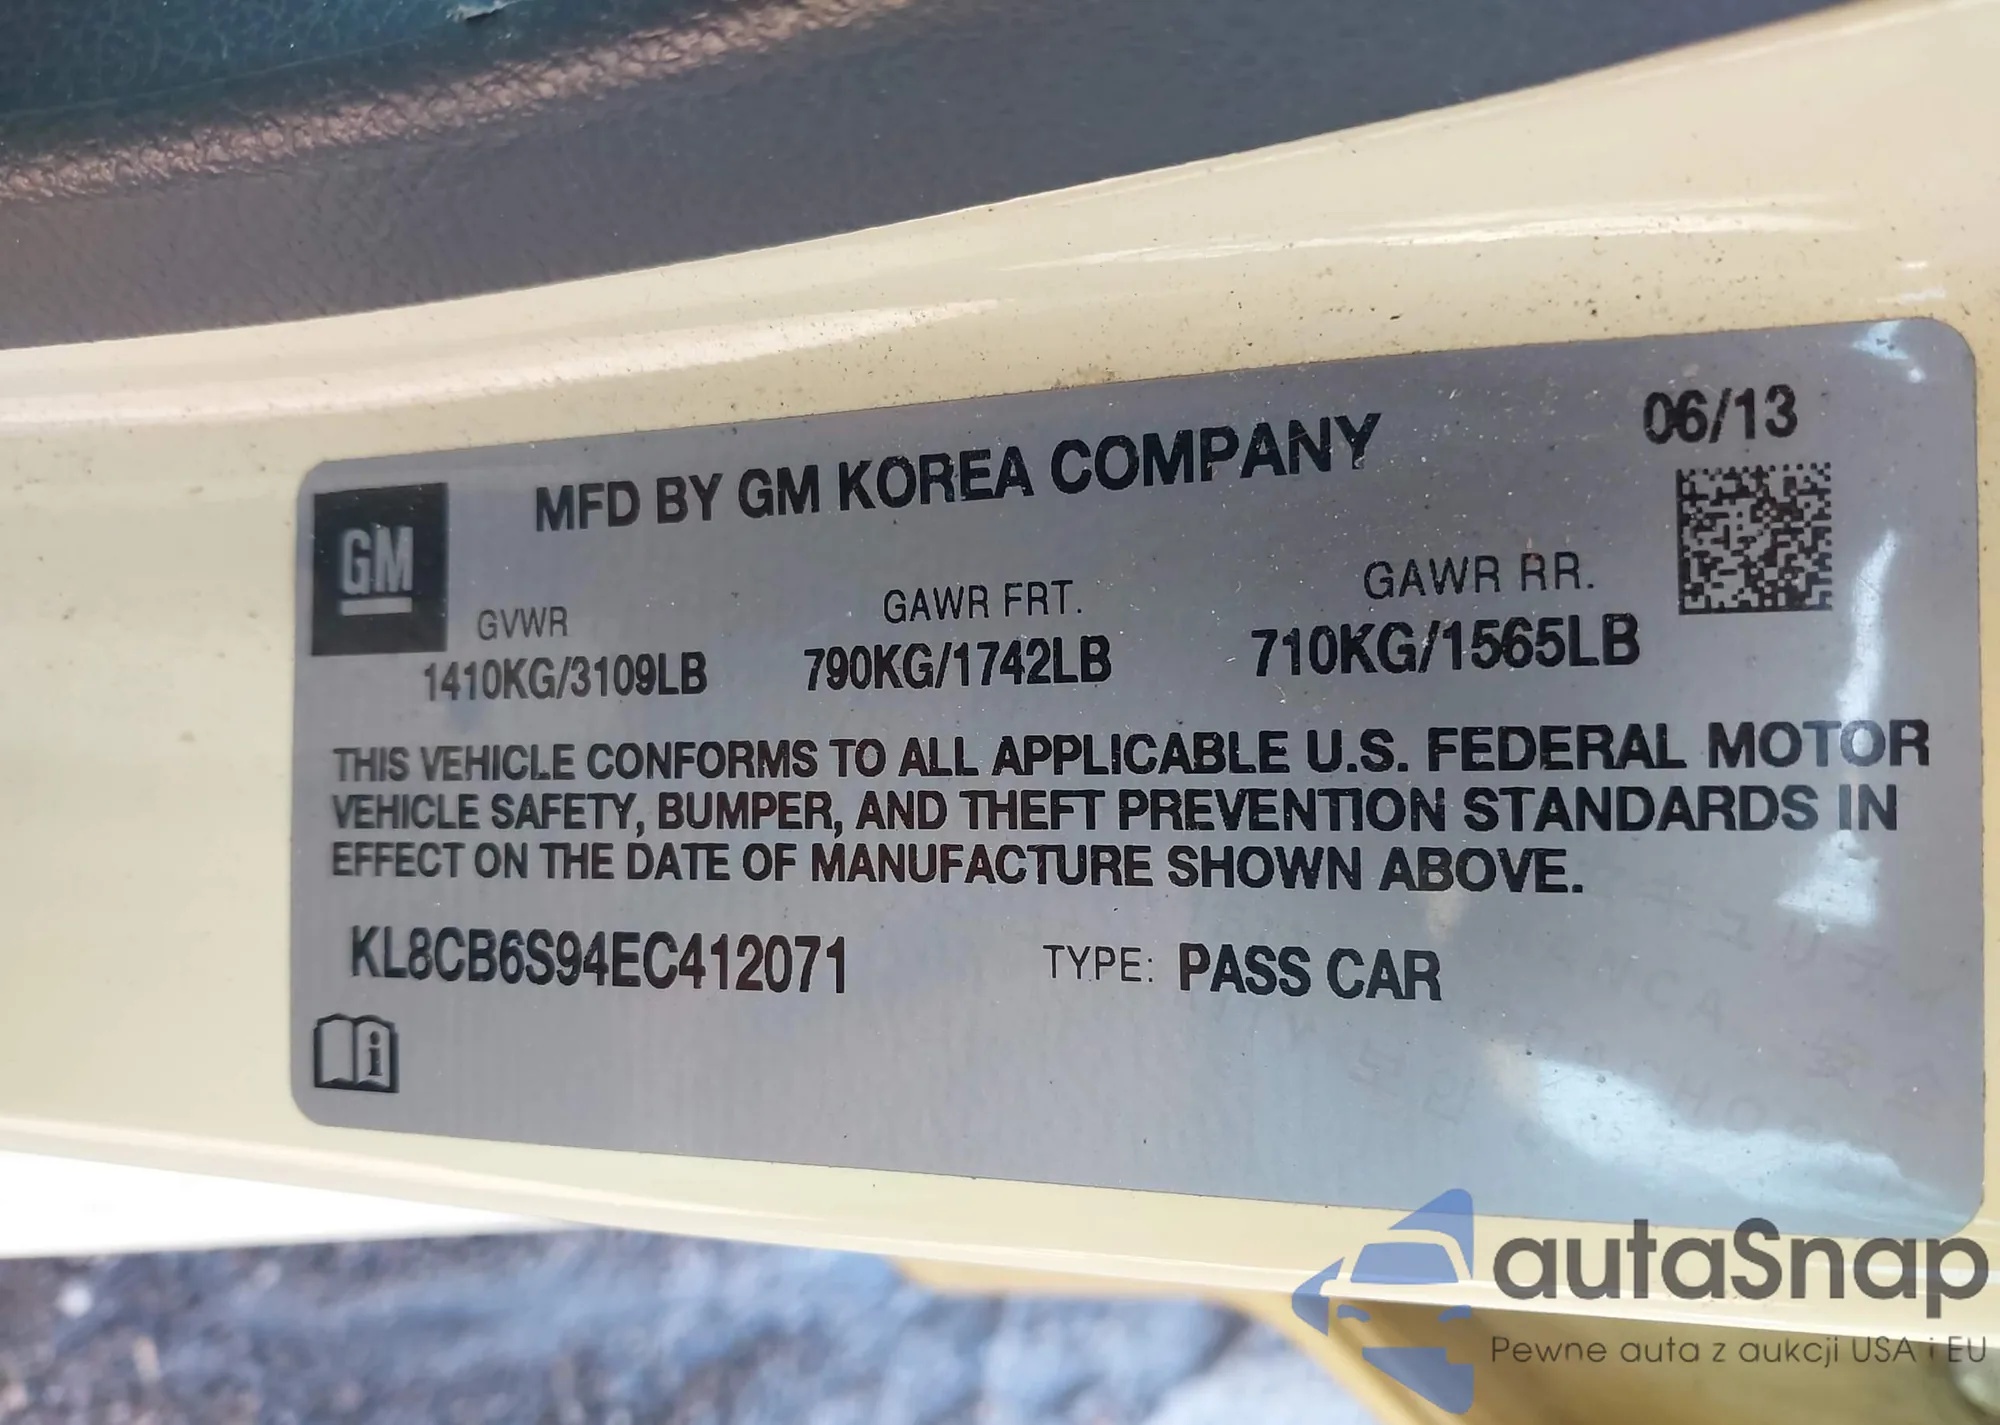 MFD BY GM KOREA COMPANY
06/13
GM
GVWR
GAWR FRT.
GAWR RR.
1410KG/3109LB
790KG/1742LB
710KG/1565LB
THIS VEHICLE CONFORMS TO ALL APPLICABLE U.S. FEDERAL MOTOR
VEHICLE SAFETY, BUMPER, AND THEFT PREVENTION STANDARDS IN
EFFECT ON THE DATE OF MANUFACTURE SHOWN ABOVE.
KL8CB6S94EC412071
TYPE: PASS CAR
i
autaSnap
Pewne auta z aukcji USA i EU